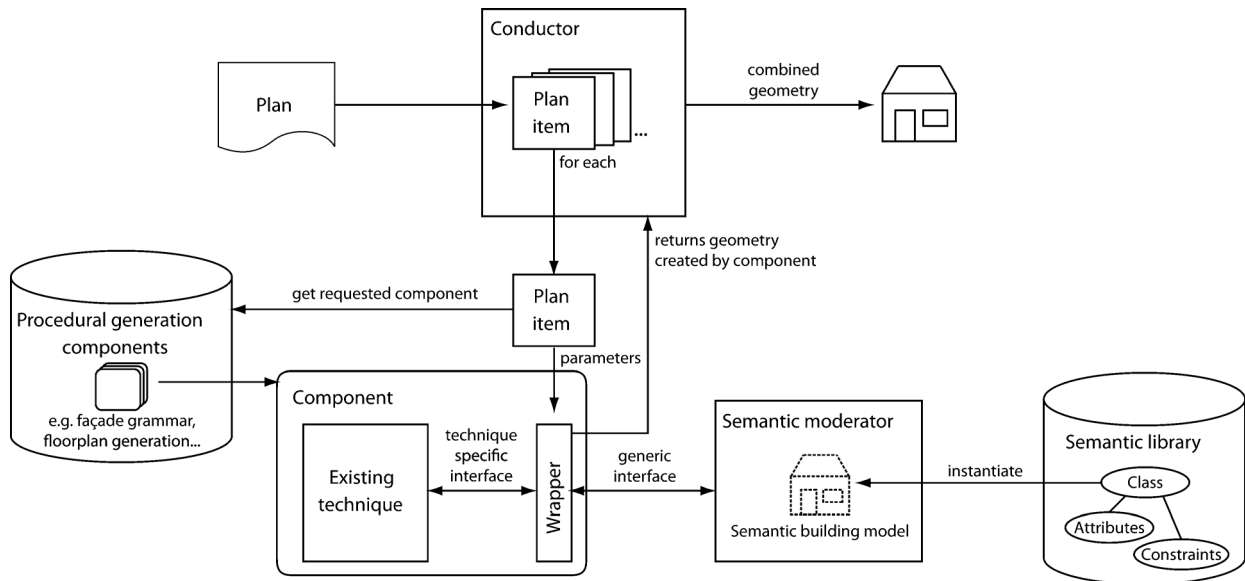 Conductor
Plan
Plan
item
...
for each
combined
geometry
returns geometry
created by component
get requested component
Plan
item
parameters
Procedural generation
components
e.g. façade grammar,
floorplan generation...
Component
Existing
technique
technique
specific
interface
Wrapper
generic
interface
Semantic moderator
Semantic building model
instantiate
Semantic library
Class
Attributes
Constraints